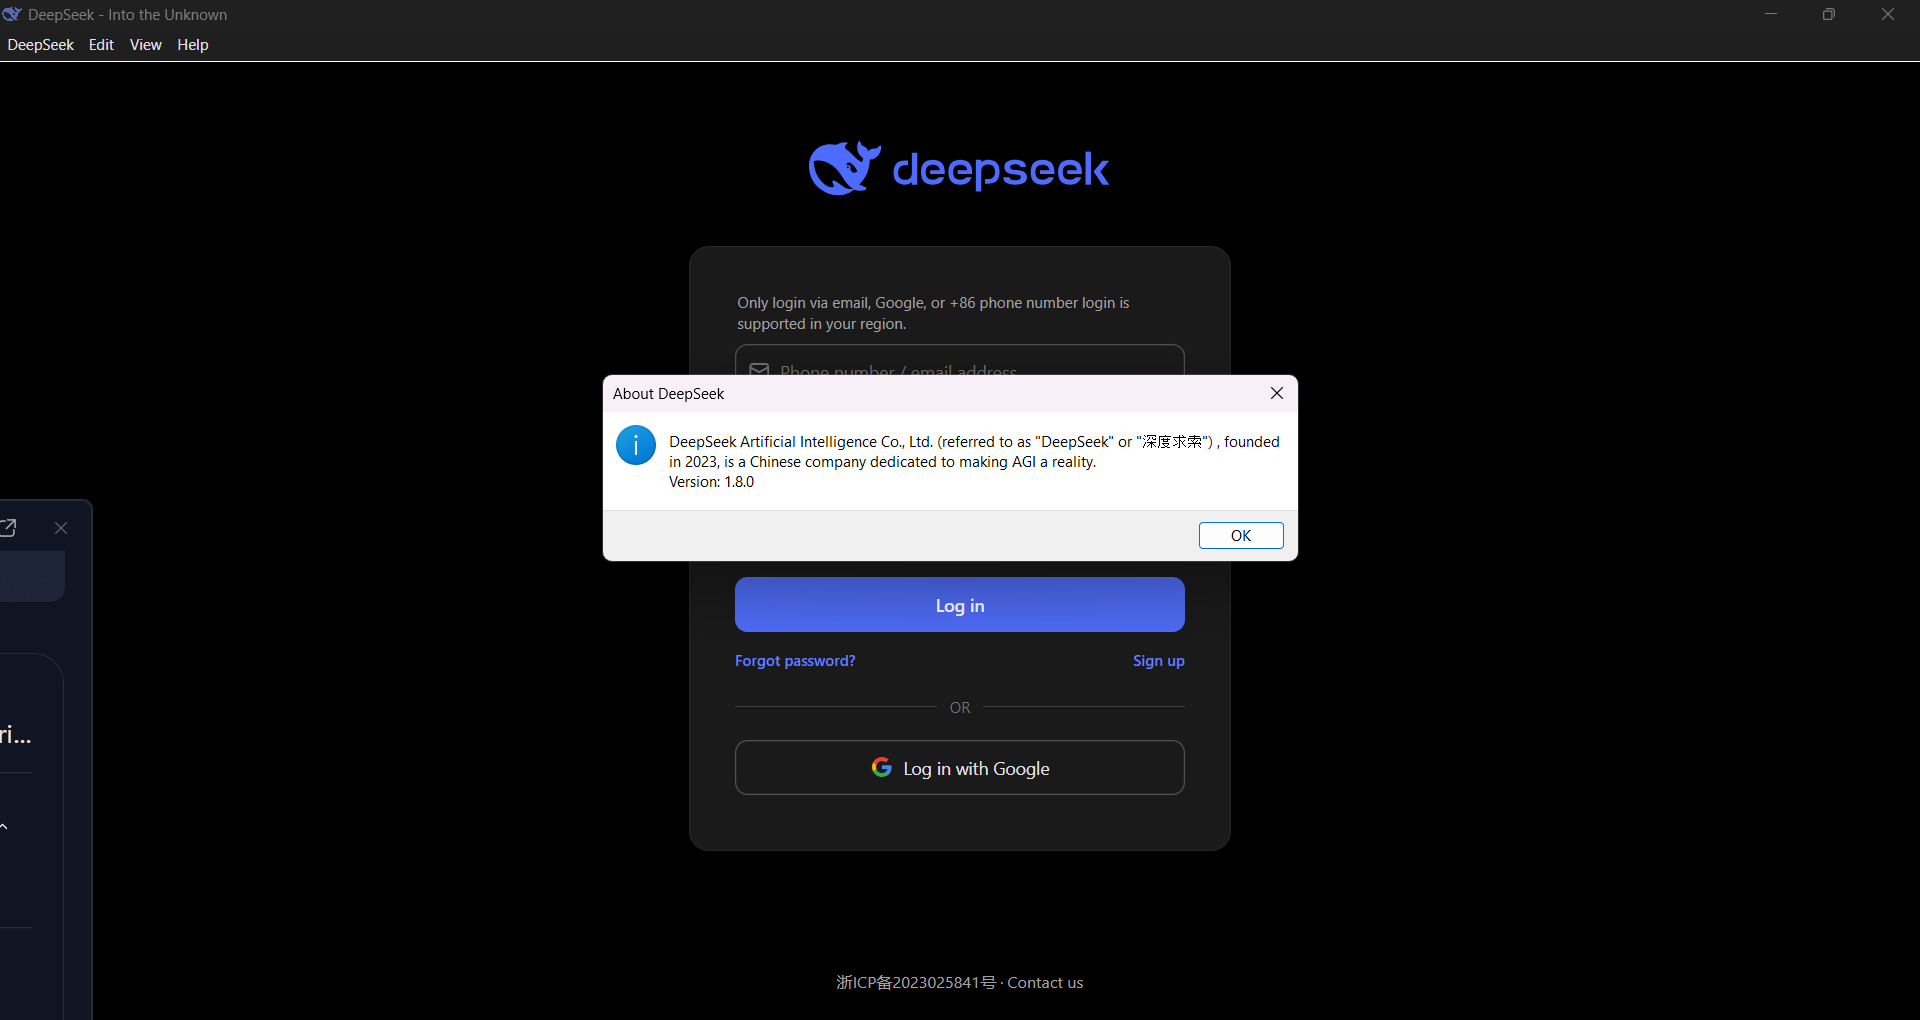 DeepSeek - Into the Unknown
DeepSeek Edit View Help
deepseek
Only login via email, Google, or +86 phone number login is
supported in your region.
Phone number / email address
About DeepSeek
DeepSeek Artificial Intelligence Co., Ltd. (referred to as "DeepSeek" or "深度求索") , founded
in 2023, is a Chinese company dedicated to making AGI a reality.
Version: 1.8.0
OK
ri...
Log in
Forgot password? Sign up
OR
Log in with Google
浙ICP备2023025841号 · Contact us